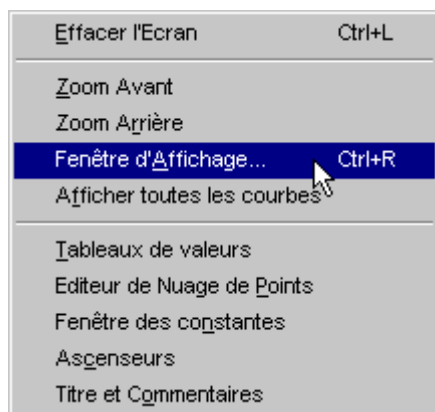 Effacer l'Ecran Ctrl+L
Zoom Avant
Zoom Arrière
Fenêtre d'Affichage... Ctrl+R
Afficher toutes les courbes
Tableaux de valeurs
Editeur de Nuage de Points
Fenêtre des constantes
Ascenseurs
Titre et Commentaires